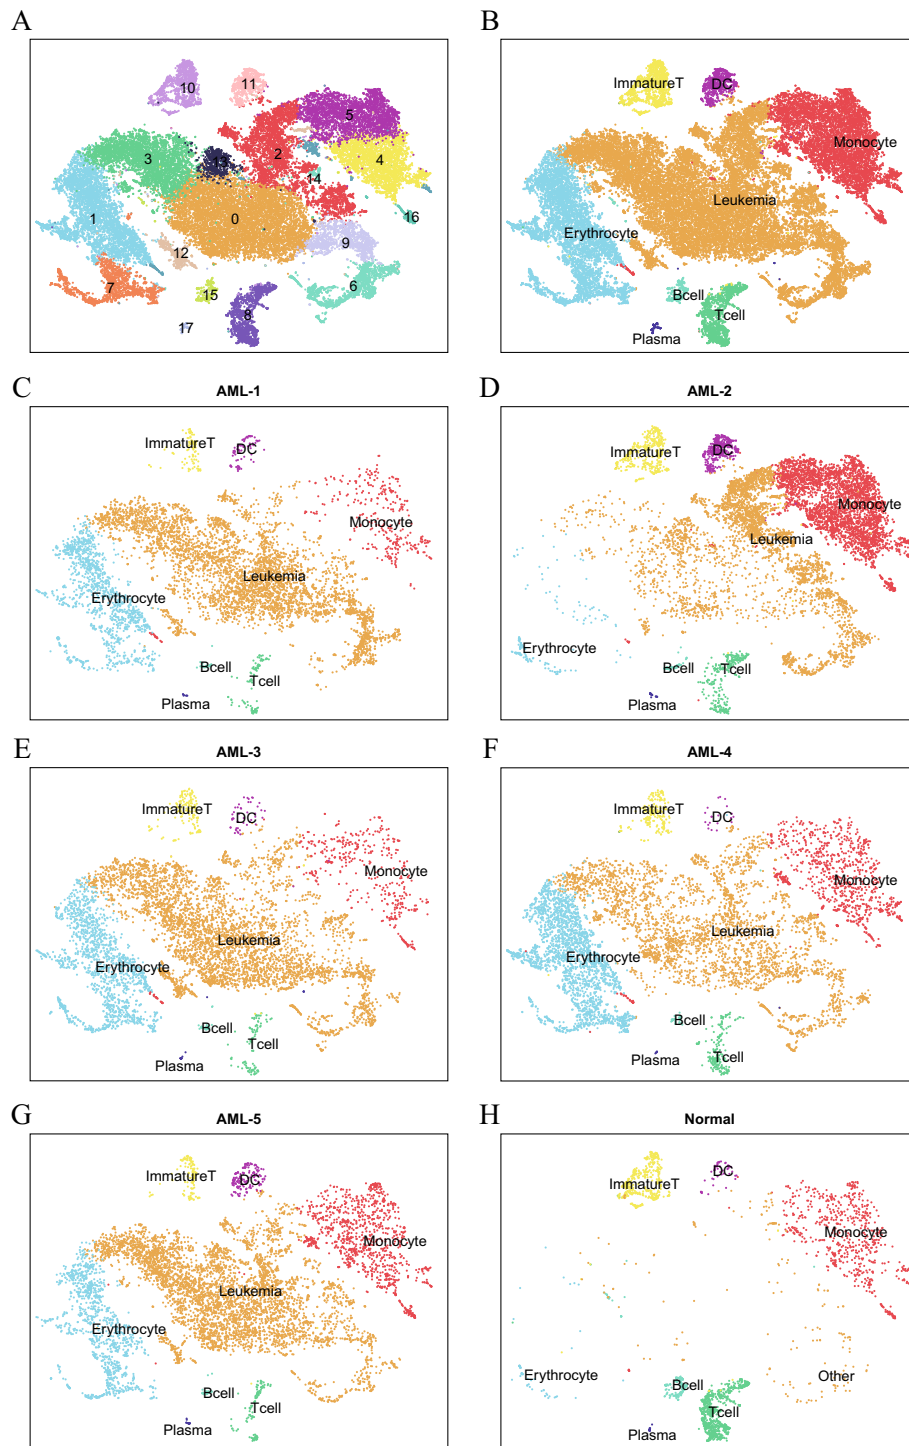 A
10
11
5
3
13
2
4
14
1
0
16
9
12
7
6
15
8
17
B
ImmatureT
DC
Monocyte
Leukemia
Erythrocyte
Bcell
Tcell
Plasma
C
AML-1
ImmatureT
DC
Monocyte
Leukemia
Erythrocyte
Bcell
Tcell
Plasma
D
AML-2
DC
ImmatureT
Monocyte
Leukemia
Erythrocyte
Bcell
Tcell
Plasma
E
AML-3
ImmatureT
DC
Monocyte
Leukemia
Erythrocyte
Bcell
Tcell
Plasma
F
AML-4
ImmatureT
DC
Monocyte
Leukemia
Erythrocyte
Bcell
Tcell
Plasma
G
AML-5
ImmatureT
DC
Monocyte
Leukemia
Erythrocyte
Bcell
Tcell
Plasma
H
Normal
DC
ImmatureT
Monocyte
Erythrocyte
Other
Bcell
Tcell
Plasma